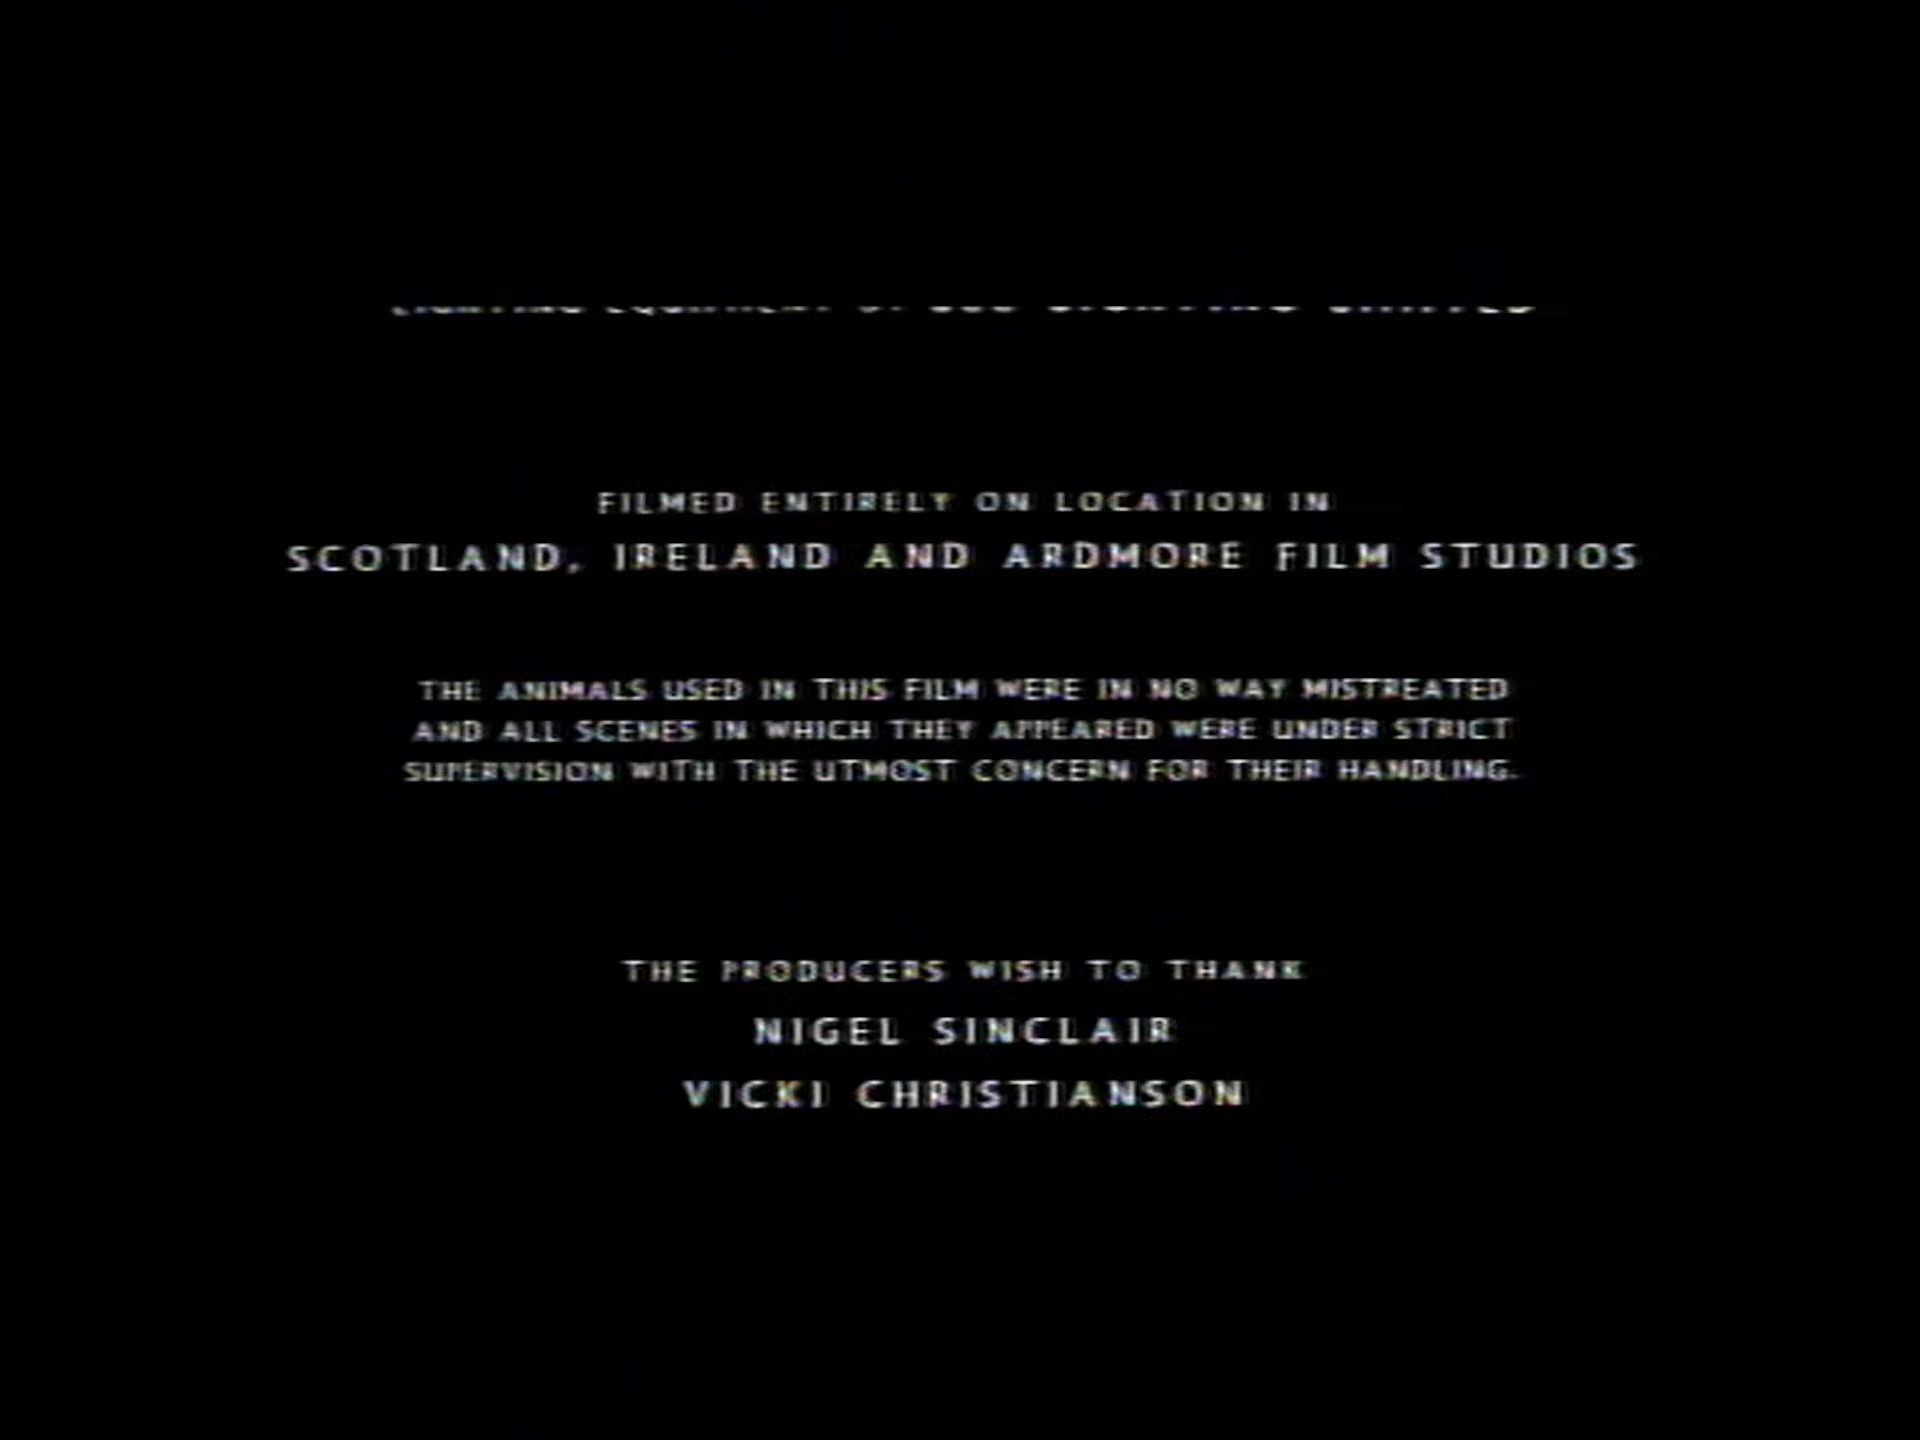 FILMED ENTIRELY ON LOCATION IN
SCOTLAND, IRELAND AND ARDMORE FILM STUDIOS
THE ANIMALS USED IN THIS FILM WERE IN NO WAY MISTREATED
AND ALL SCENES IN WHICH THEY APPEARED WERE UNDER STRICT
SUPERVISION WITH THE UTMOST CONCERN FOR THEIR HANDLING.
THE PRODUCERS WISH TO THANK
NIGEL SINCLAIR
VICKI CHRISTIANSON